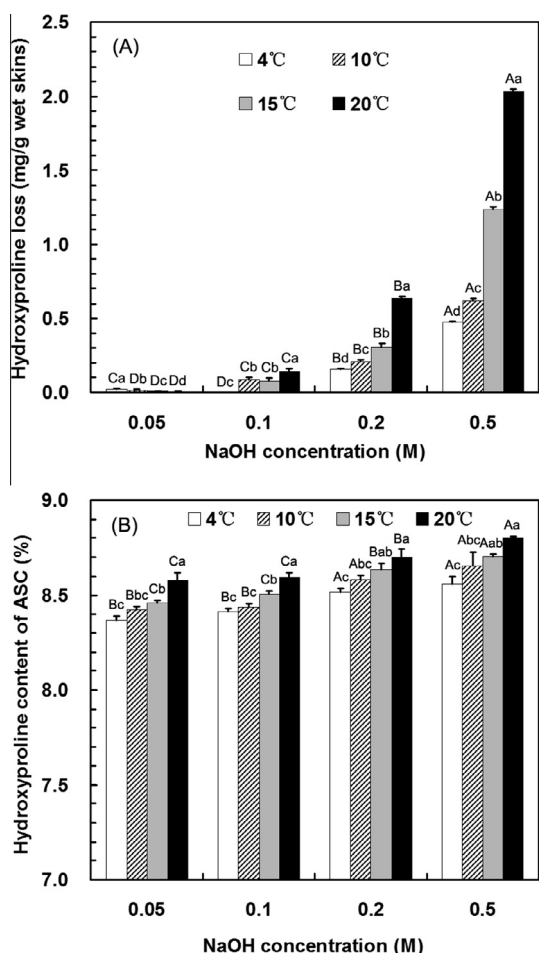 (A)
4℃ 10℃
15℃ 20℃
Hydroxyproline loss (mg/g wet skins)
2.5
2.0
1.5
1.0
0.5
0.0
Ca Db Dc Dd
Dc Cb Cb Ca
Bd Bc Bb Ba
Ad Ac Ab Aa
0.05 0.1 0.2 0.5
NaOH concentration (M)
(B)
4℃ 10℃ 15℃ 20℃
Hydroxyproline content of ASC (%)
9.0
8.5
8.0
7.5
7.0
Bc Bbc Cb Ca
Bc Bc Cb Ca
Ac Abc Bab Ba
Ac Abc Aab Aa
0.05 0.1 0.2 0.5
NaOH concentration (M)